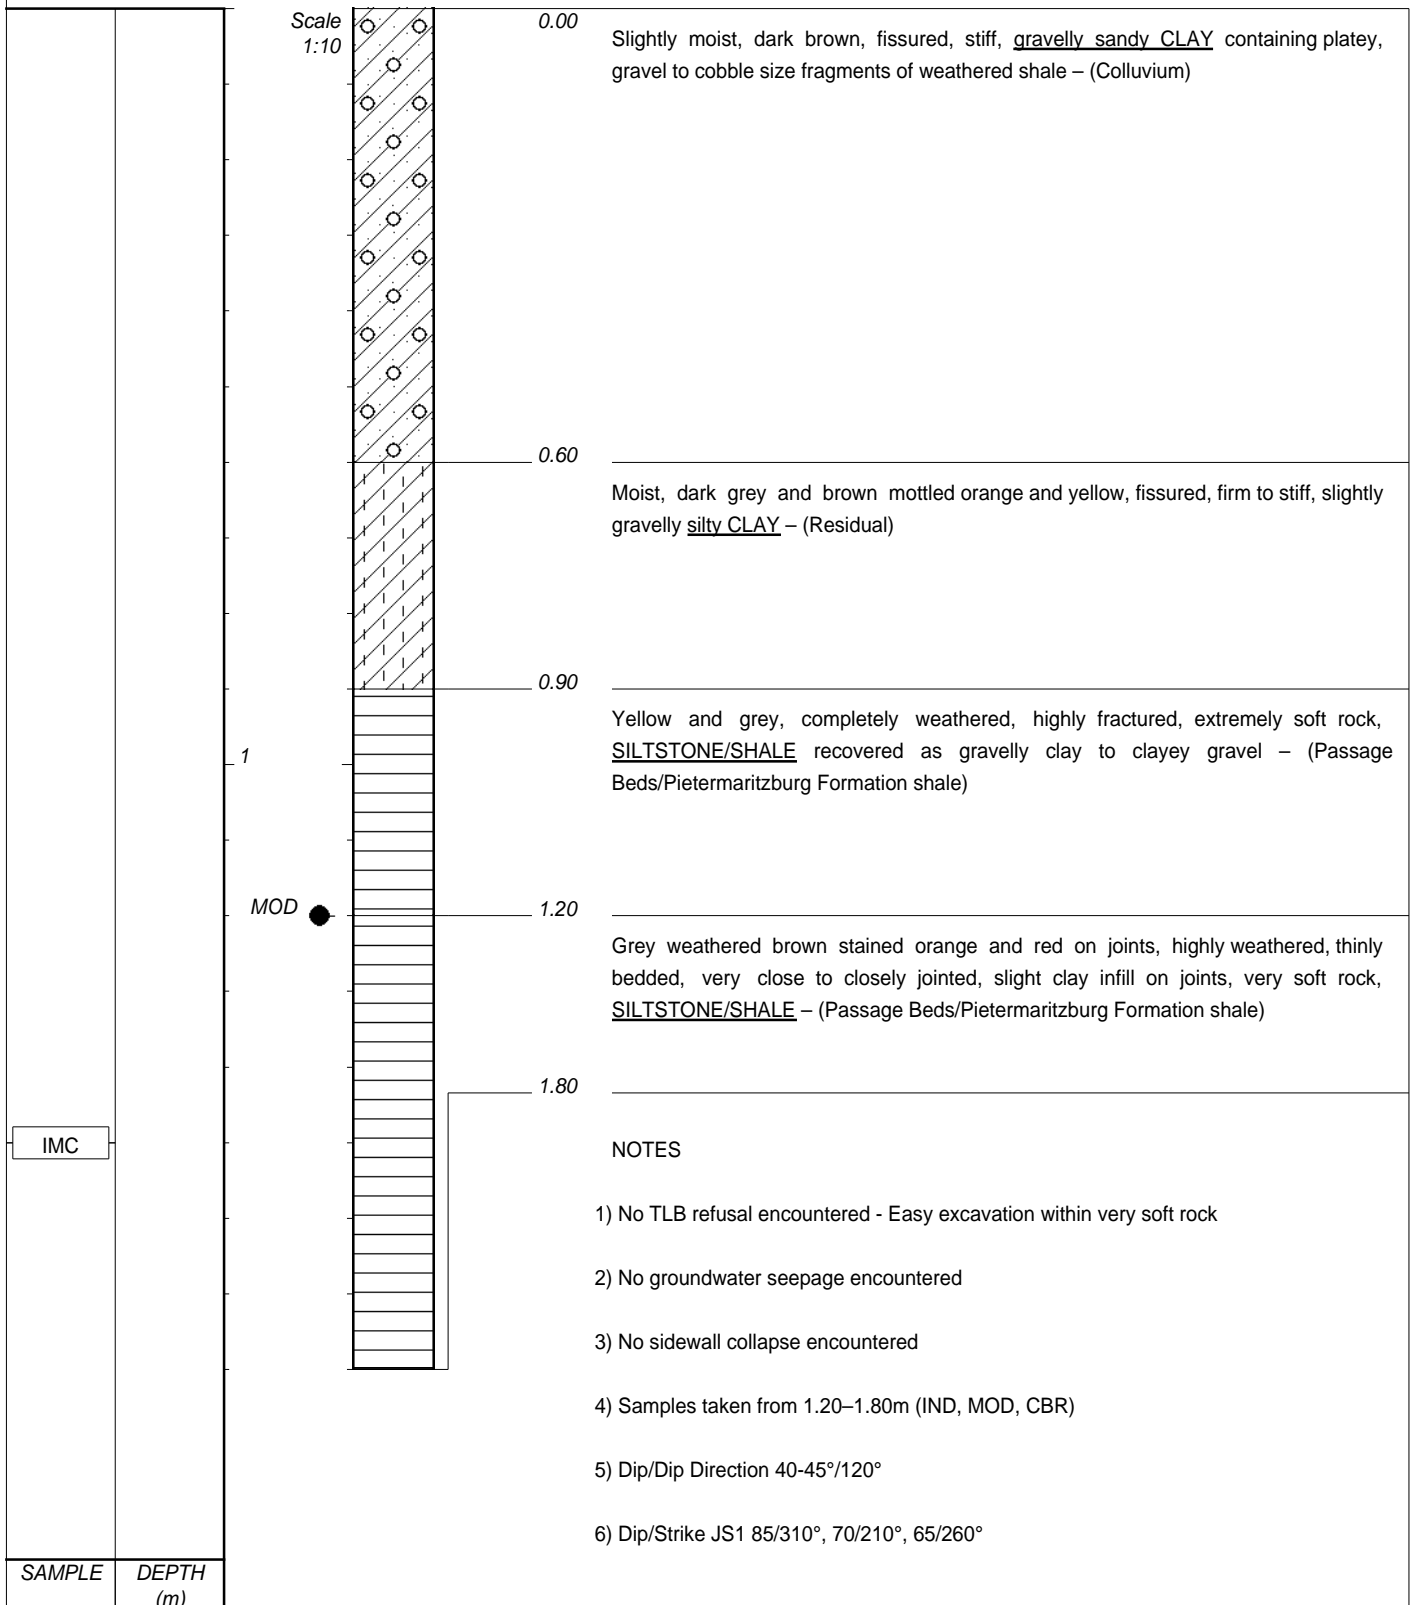 Scale
1:10
0.00
Slightly moist, dark brown, fissured, stiff, gravelly sandy CLAY containing platey,
gravel to cobble size fragments of weathered shale – (Colluvium)
0.60
Moist, dark grey and brown mottled orange and yellow, fissured, firm to stiff, slightly
gravelly silty CLAY – (Residual)
0.90
Yellow and grey, completely weathered, highly fractured, extremely soft rock,
SILTSTONE/SHALE recovered as gravelly clay to clayey gravel – (Passage
Beds/Pietermaritzburg Formation shale)
1
MOD
1.20
Grey weathered brown stained orange and red on joints, highly weathered, thinly
bedded, very close to closely jointed, slight clay infill on joints, very soft rock,
SILTSTONE/SHALE – (Passage Beds/Pietermaritzburg Formation shale)
1.80
IMC
NOTES
1) No TLB refusal encountered - Easy excavation within very soft rock
2) No groundwater seepage encountered
3) No sidewall collapse encountered
4) Samples taken from 1.20–1.80m (IND, MOD, CBR)
5) Dip/Dip Direction 40-45°/120°
6) Dip/Strike JS1 85/310°, 70/210°, 65/260°
SAMPLE
DEPTH
(m)